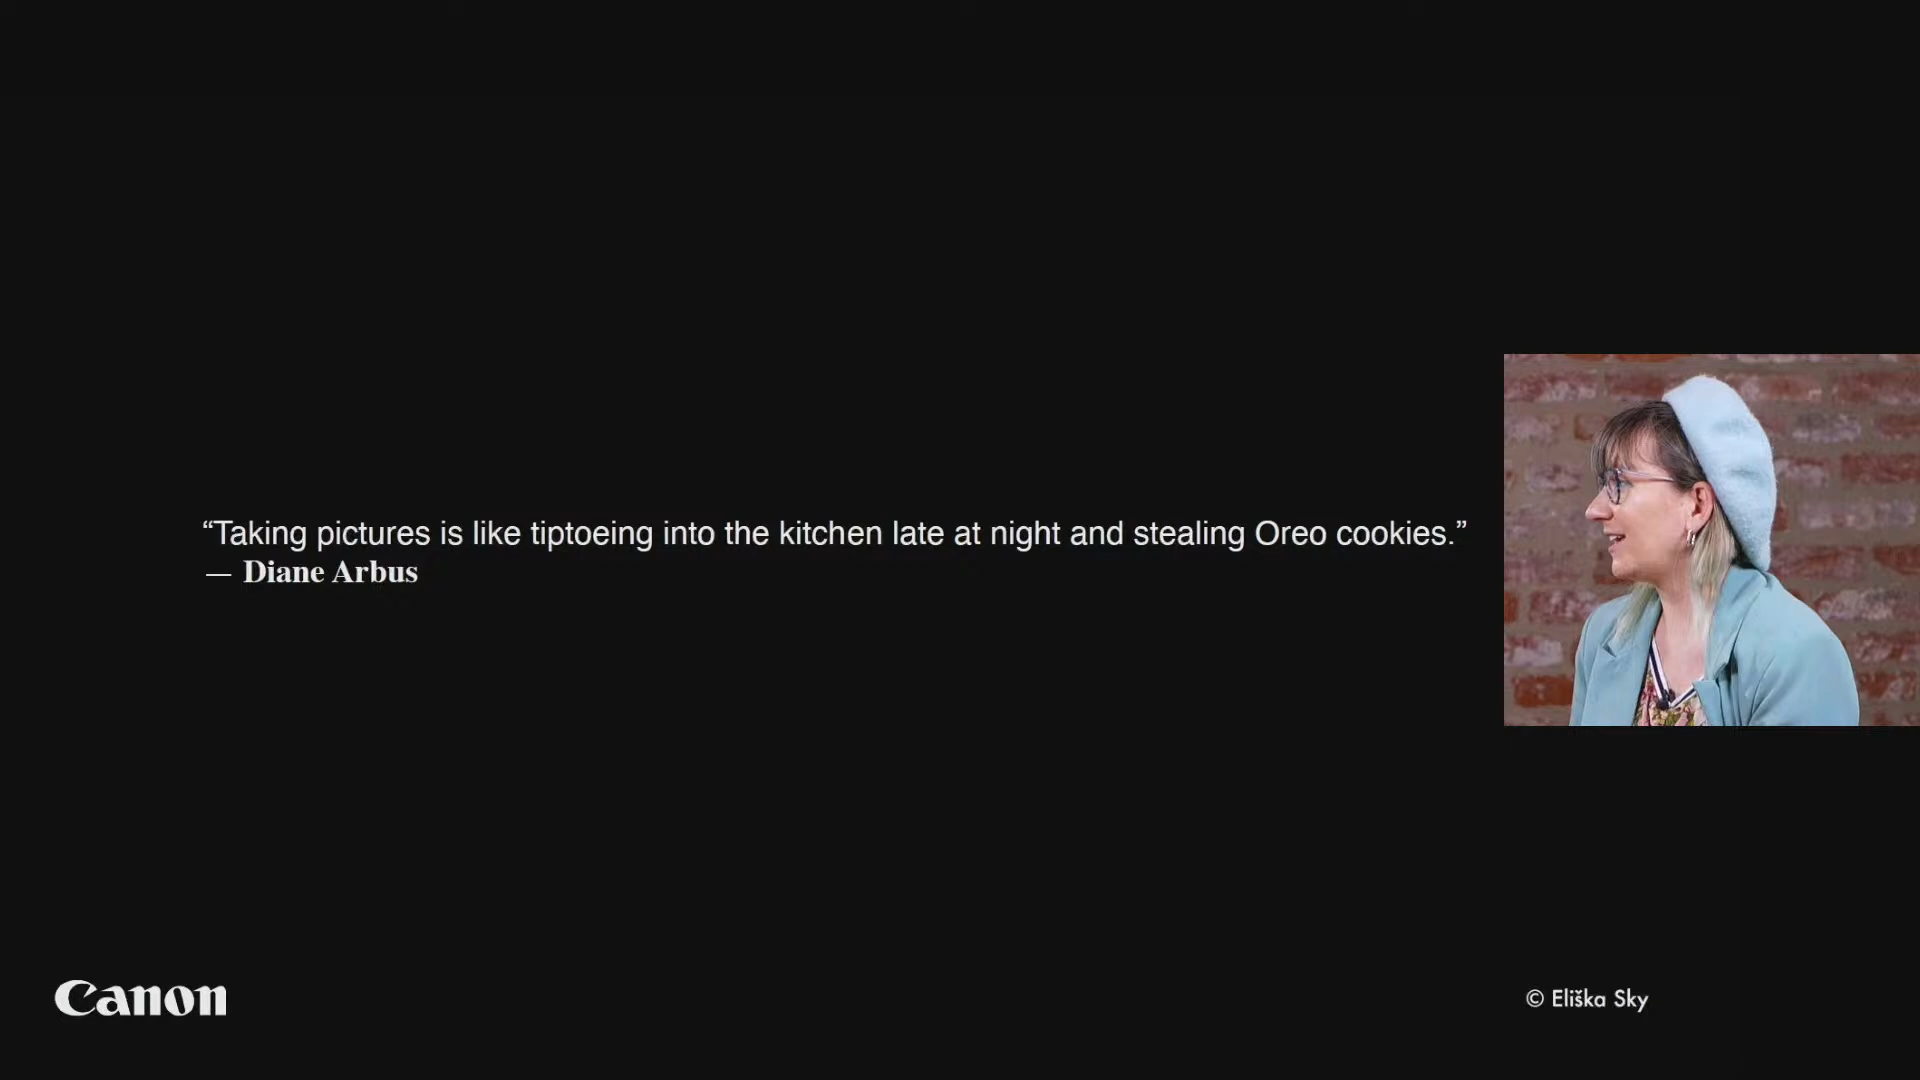 “Taking pictures is like tiptoeing into the kitchen late at night and stealing Oreo cookies.”
— Diane Arbus
Canon
© Eliška Sky